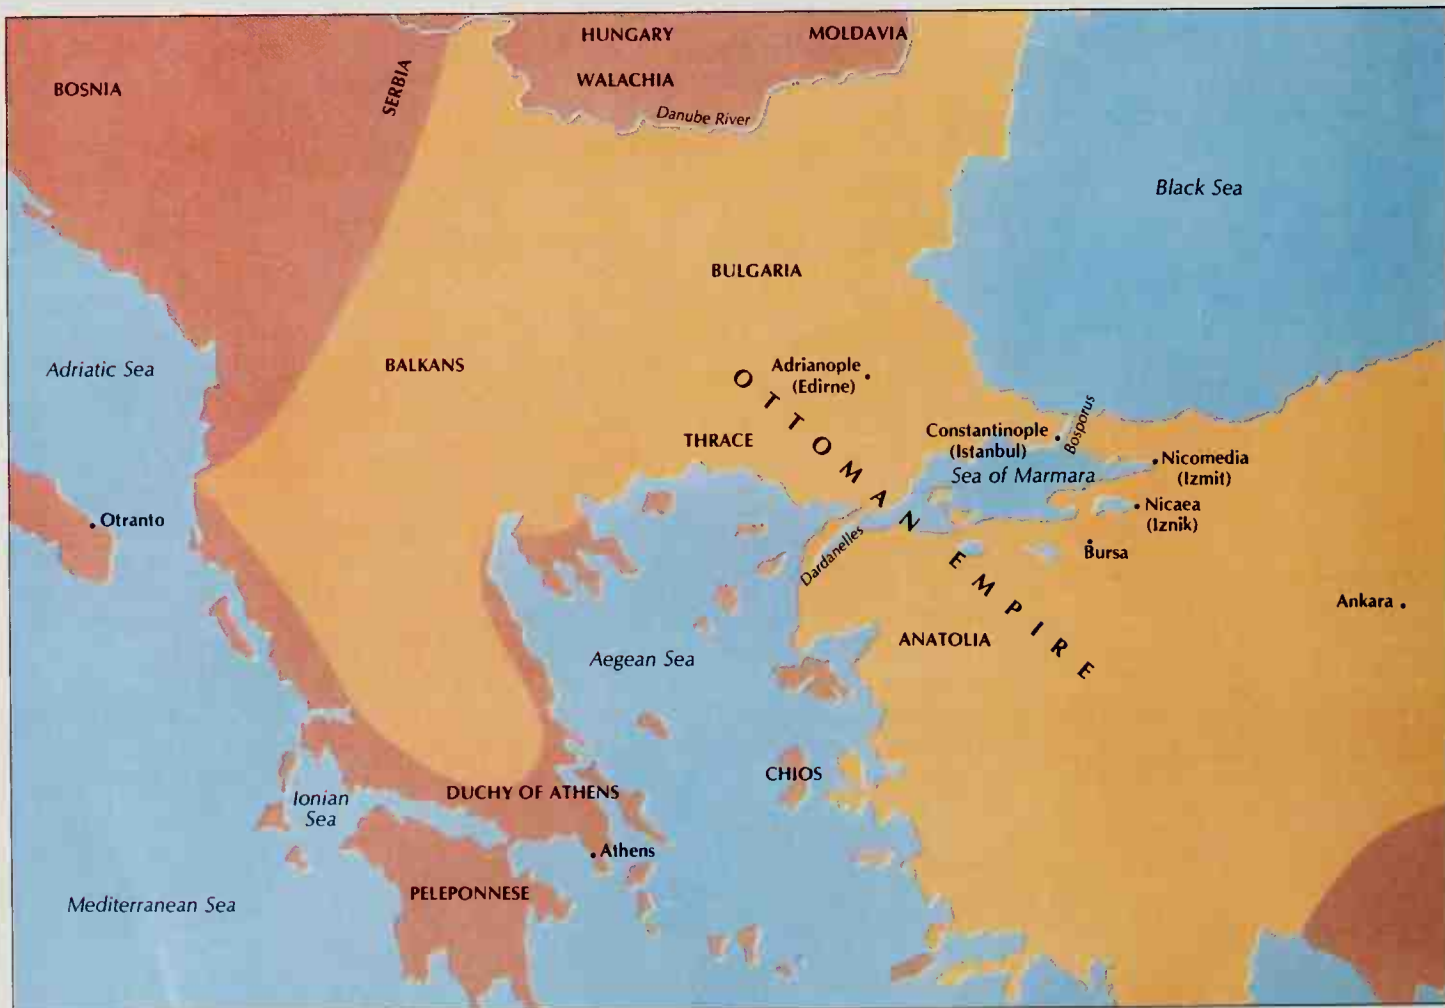 HUNGARY
MOLDAVIA
BOSNIA
SERBIA
WALACHIA
Danube River
Black Sea
BULGARIA
Adriatic Sea
BALKANS
Adrianople
(Edirne)
OTTOMAN EMPIRE
THRACE
Constantinople
(Istanbul)
Bosporus
Sea of Marmara
Nicomedia
(Izmit)
Nicaea
(Iznik)
Otranto
Dardanelles
Bursa
Ankara
ANATOLIA
Aegean Sea
CHIOS
Ionian
Sea
DUCHY OF ATHENS
Athens
PELEPONNESE
Mediterranean Sea